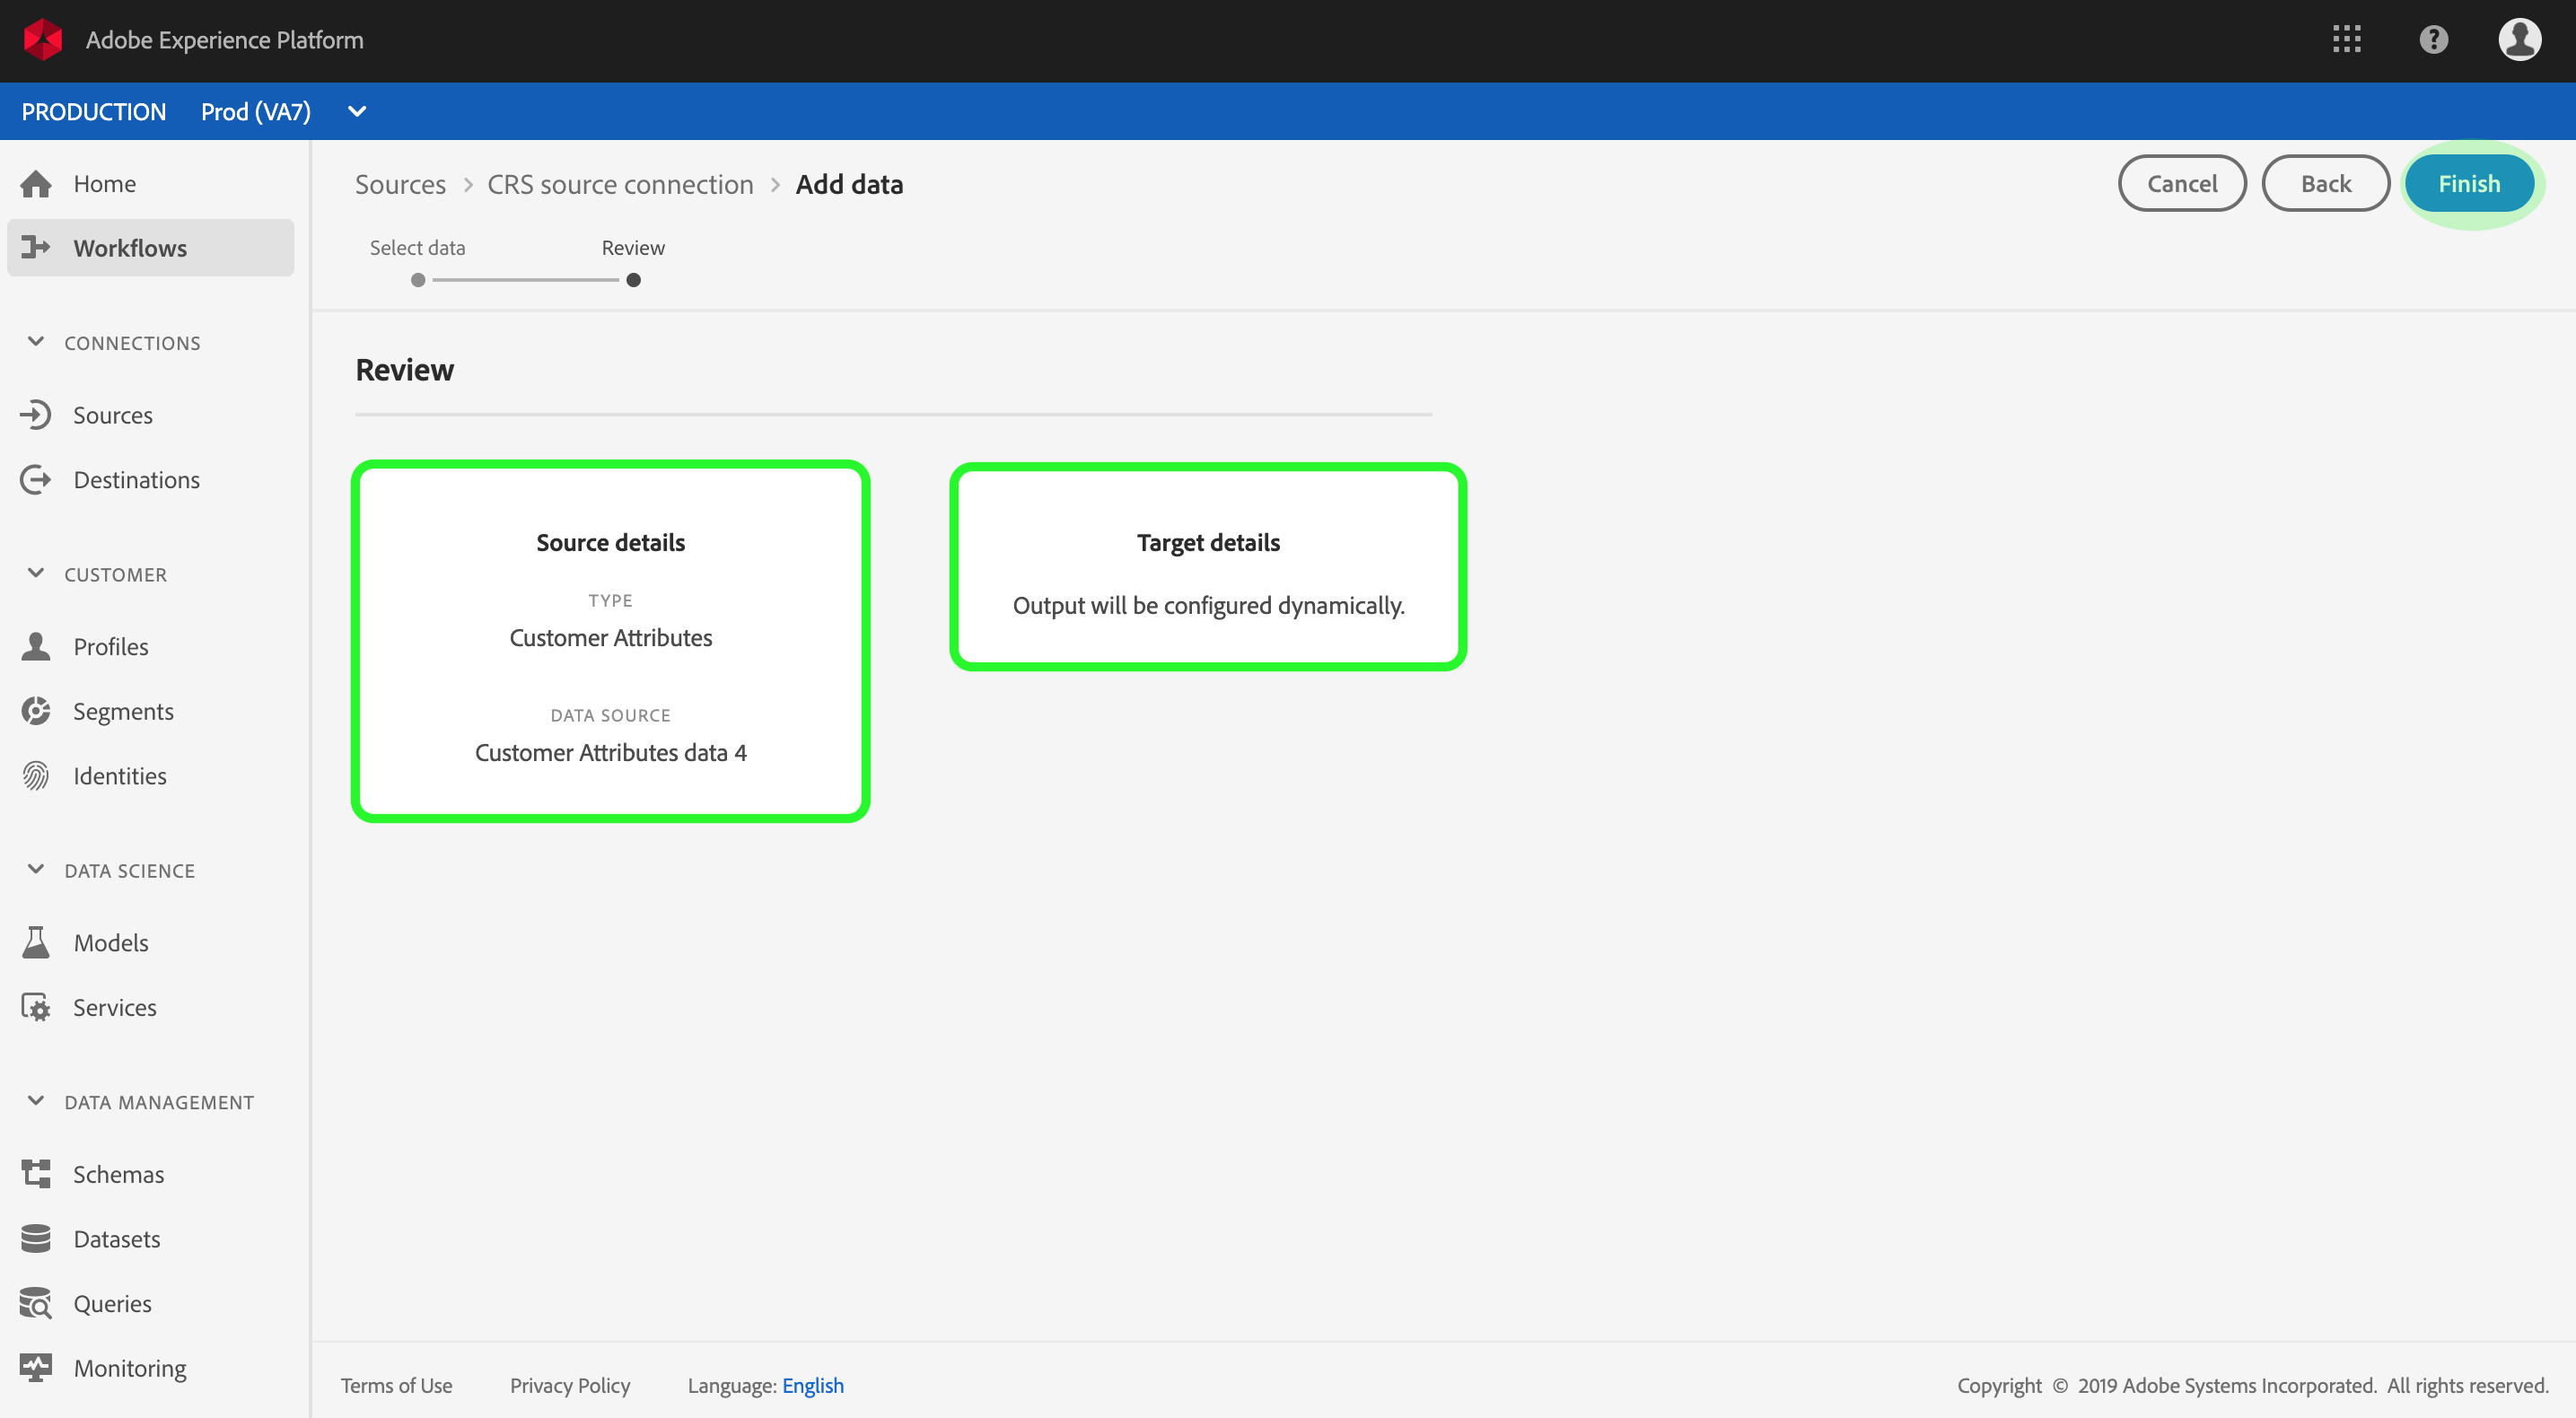 Adobe Experience Platform
?
PRODUCTION Prod (VA7)
Home
Workflows
CONNECTIONS
Sources
Destinations
CUSTOMER
Profiles
Segments
Identities
DATA SCIENCE
Models
Services
DATA MANAGEMENT
Schemas
Datasets
Queries
Monitoring
Sources > CRS source connection > Add data
Cancel Back Finish
Select data Review
Review
Source details
TYPE
Customer Attributes
DATA SOURCE
Customer Attributes data 4
Target details
Output will be configured dynamically.
Terms of Use Privacy Policy Language: English
Copyright © 2019 Adobe Systems Incorporated. All rights reserved.